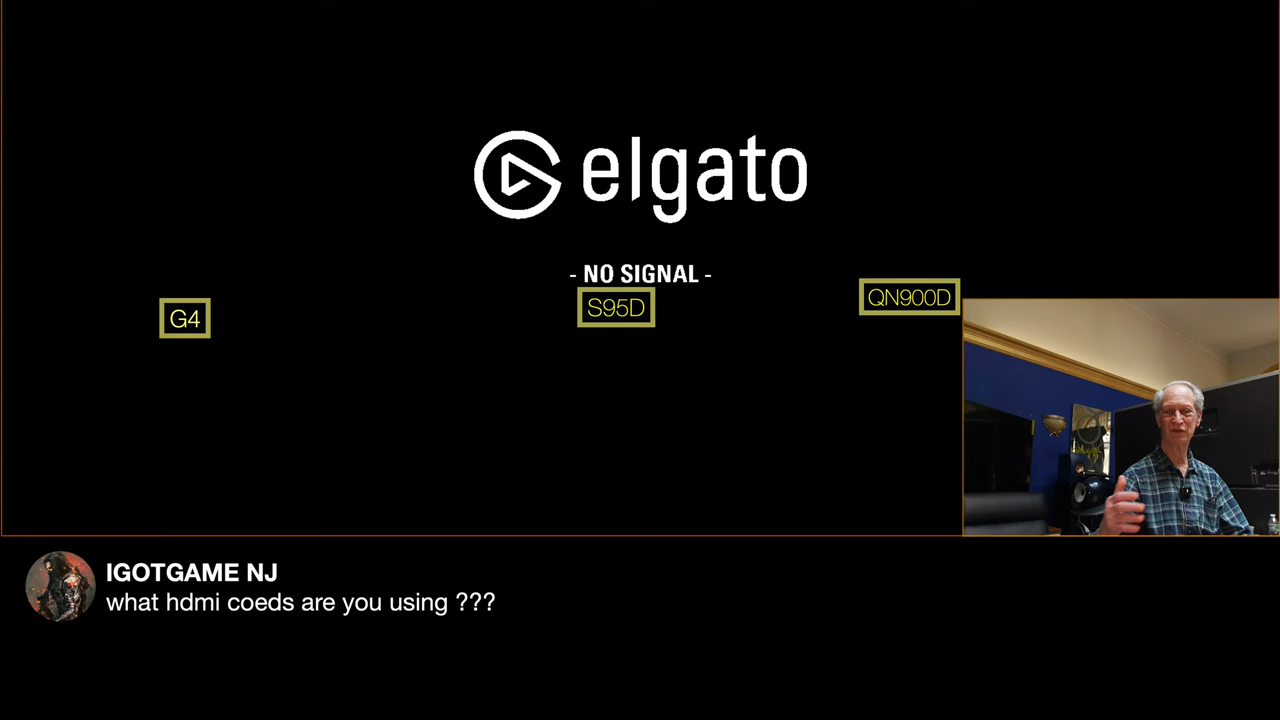 elgato
- NO SIGNAL -
G4
S95D
QN900D
IGOTGAME NJ
what hdmi coeds are you using ???